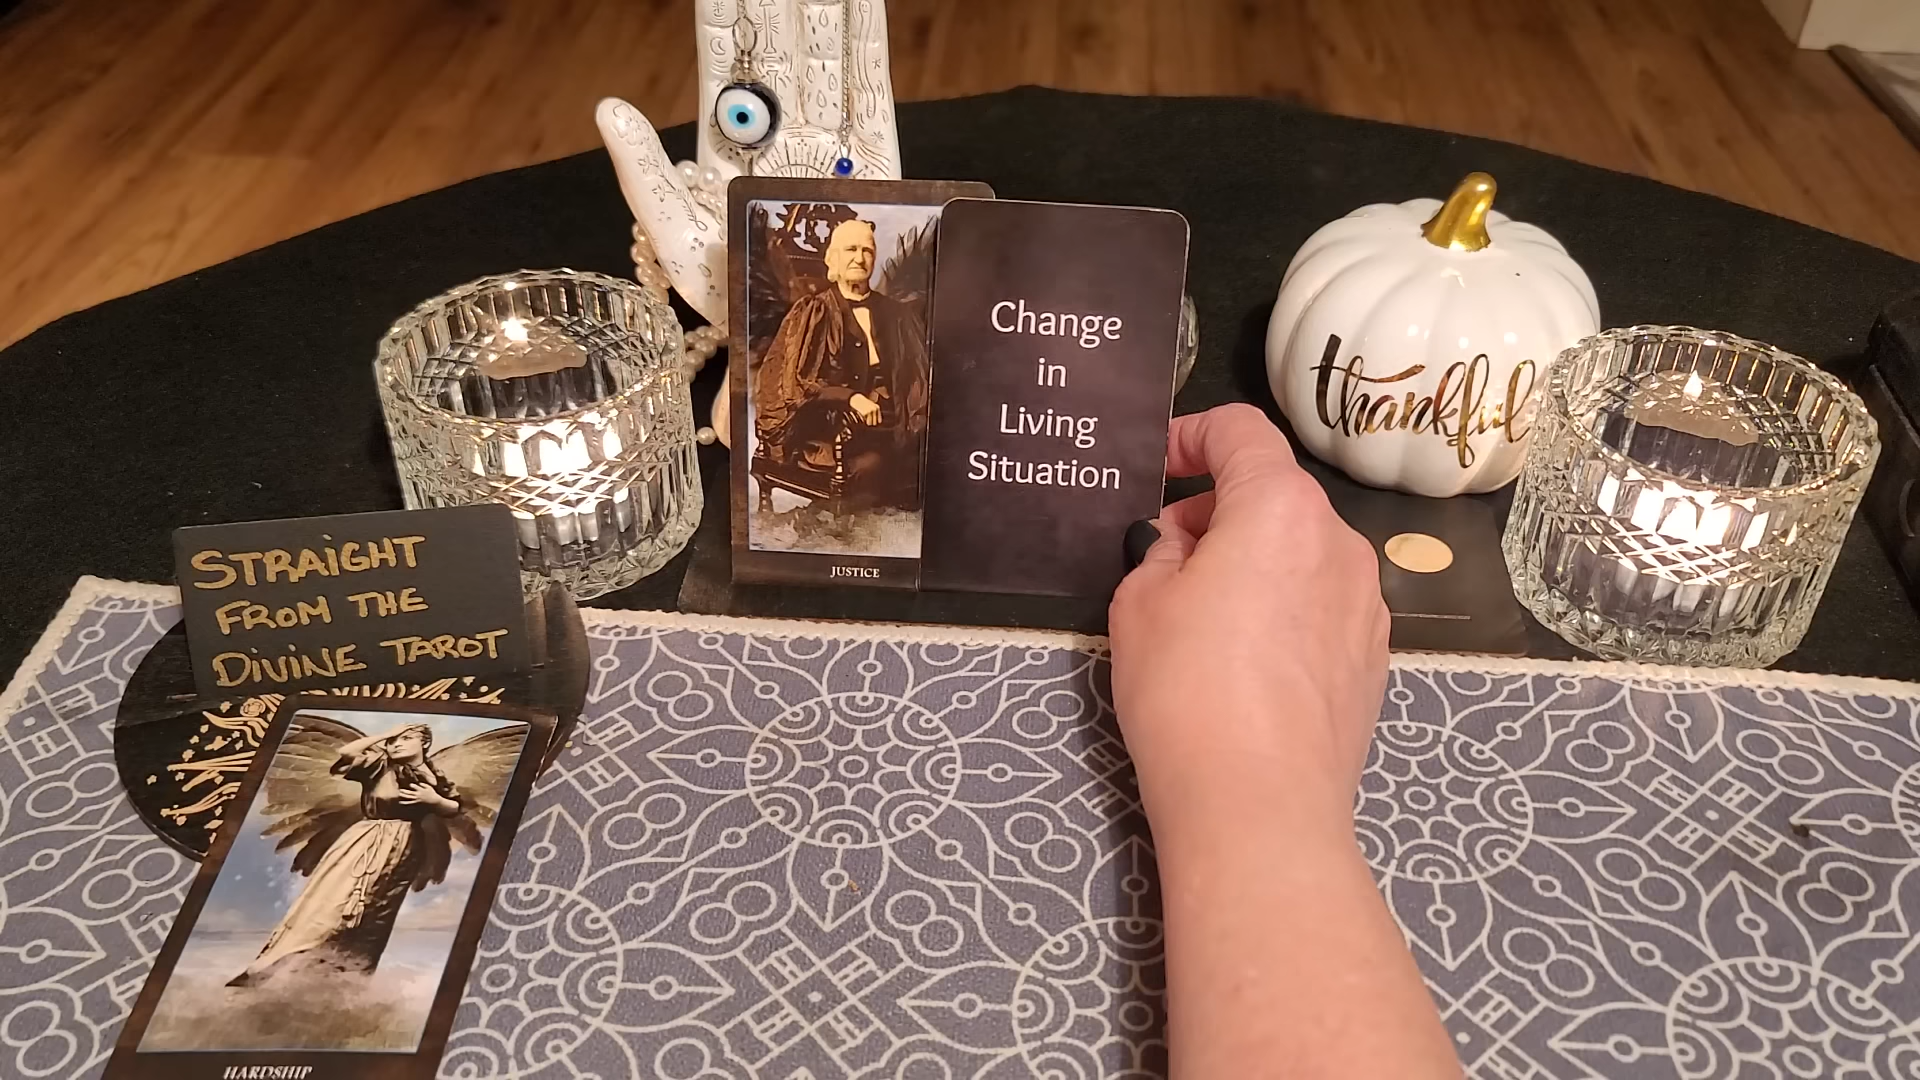 Change
in
Living
Situation
JUSTICE
thankful
STRAIGHT
FROM THE
DIVINE TAROT
HARDSHIP